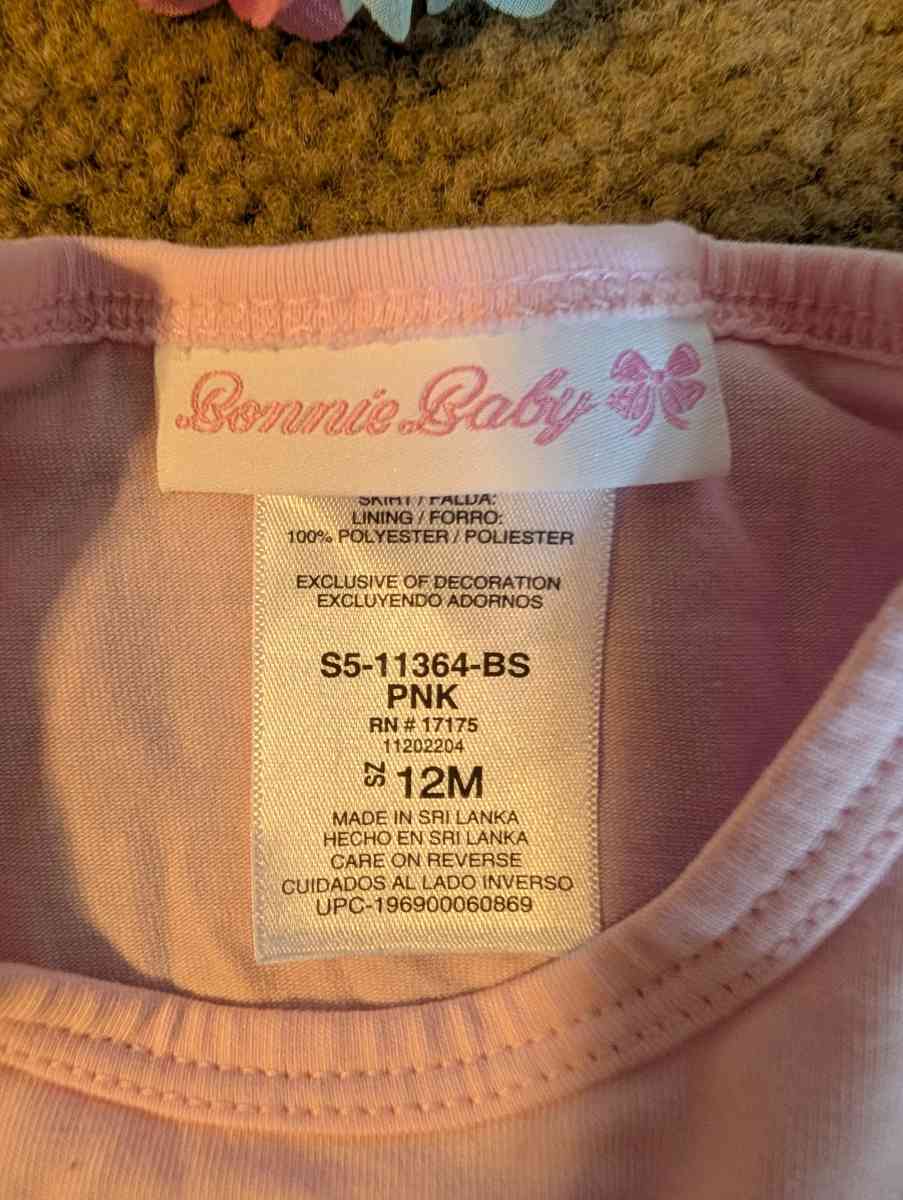 Bonnie Baby
SKIRT / FALDA:
LINING / FORRO:
100% POLYESTER / POLIESTER
EXCLUSIVE OF DECORATION
EXCLUYENDO ADORNOS
S5-11364-BS
PNK
RN # 17175
11202204
SZ 12M
MADE IN SRI LANKA
HECHO EN SRI LANKA
CARE ON REVERSE
CUIDADOS AL LADO INVERSO
UPC-196900060869